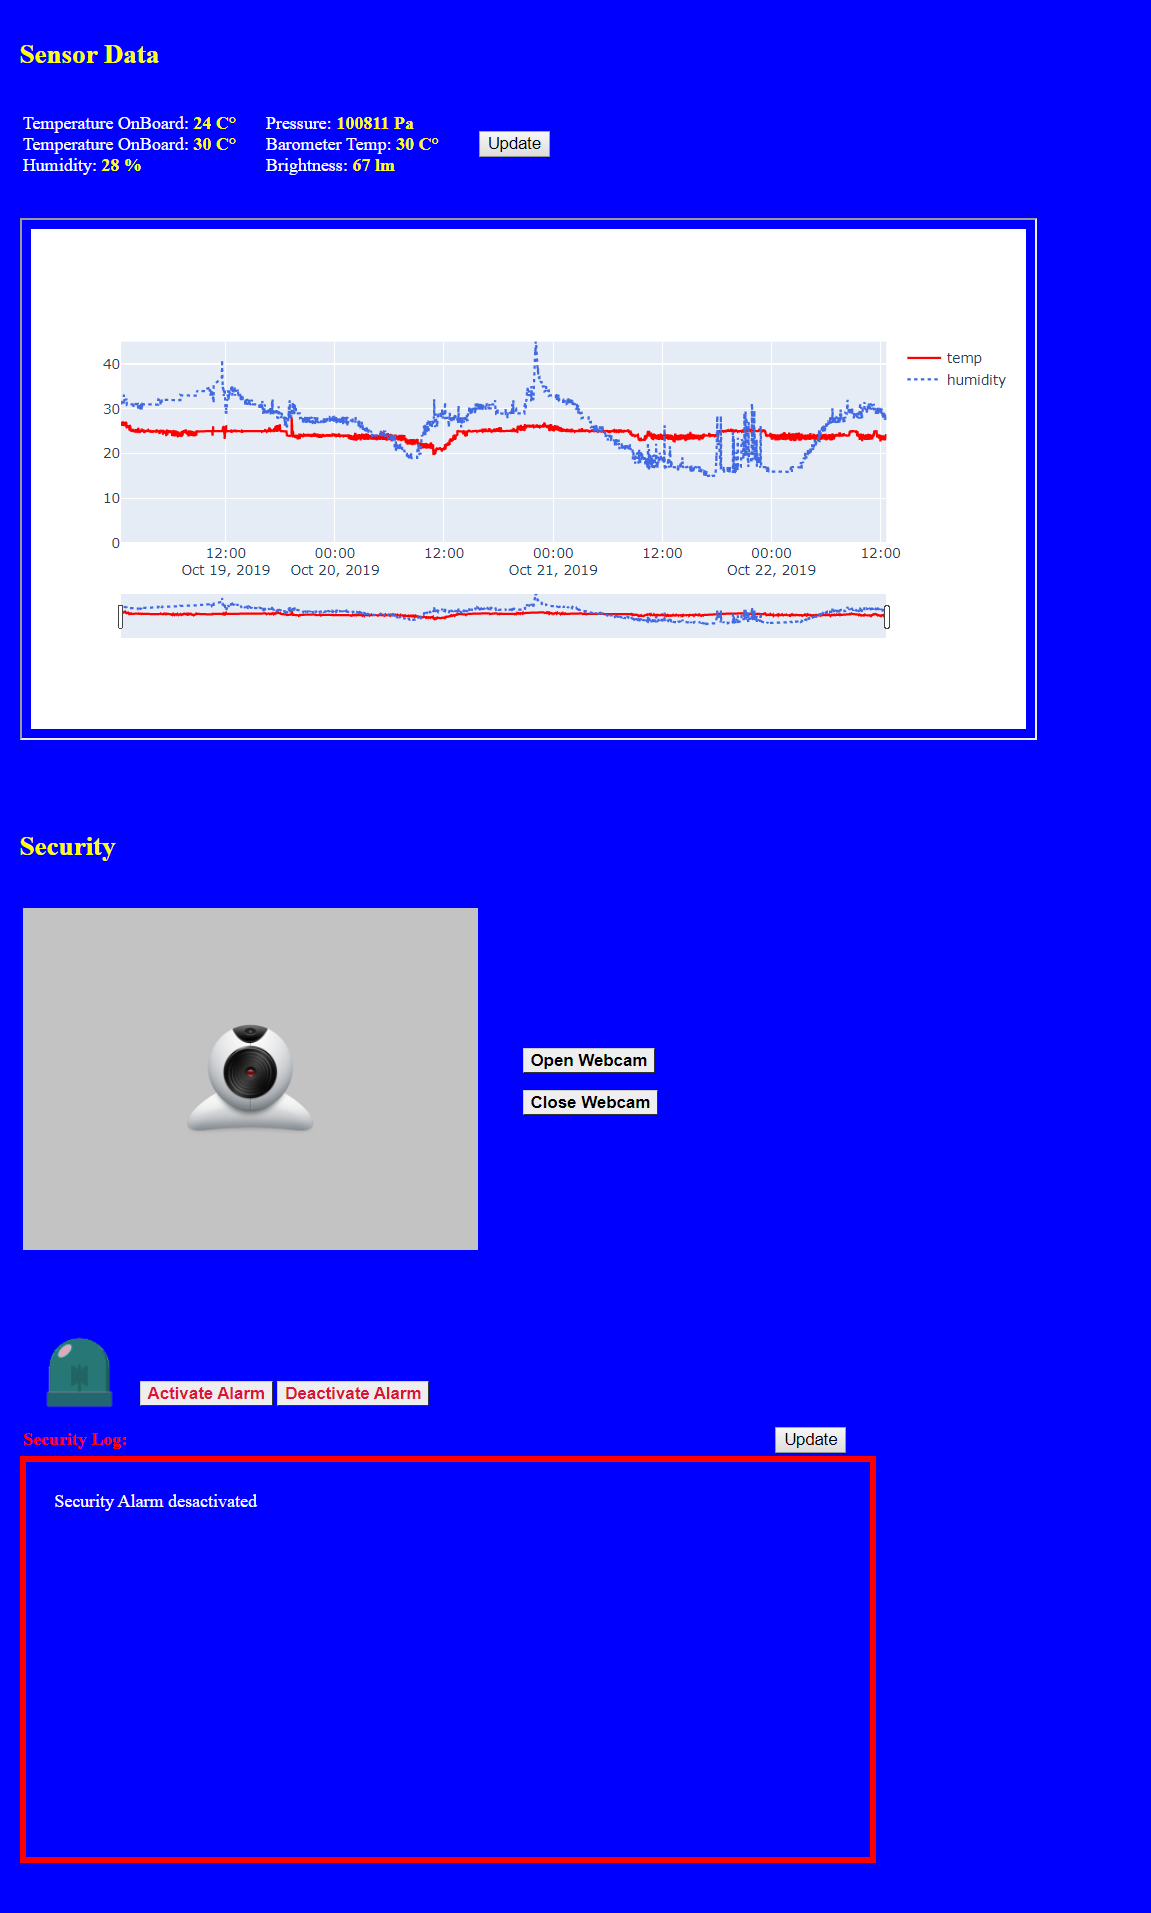 Sensor Data
Temperature OnBoard: 24 C° Pressure: 100811 Pa
Temperature OnBoard: 30 C° Barometer Temp: 30 C° Update
Humidity: 28 % Brightness: 67 lm
temp
humidity
40
30
20
10
0
12:00 00:00 12:00 00:00 12:00 00:00 12:00
Oct 19, 2019 Oct 20, 2019 Oct 21, 2019 Oct 22, 2019
Security
Open Webcam
Close Webcam
Activate Alarm Deactivate Alarm
Security Log: Update
Security Alarm desactivated